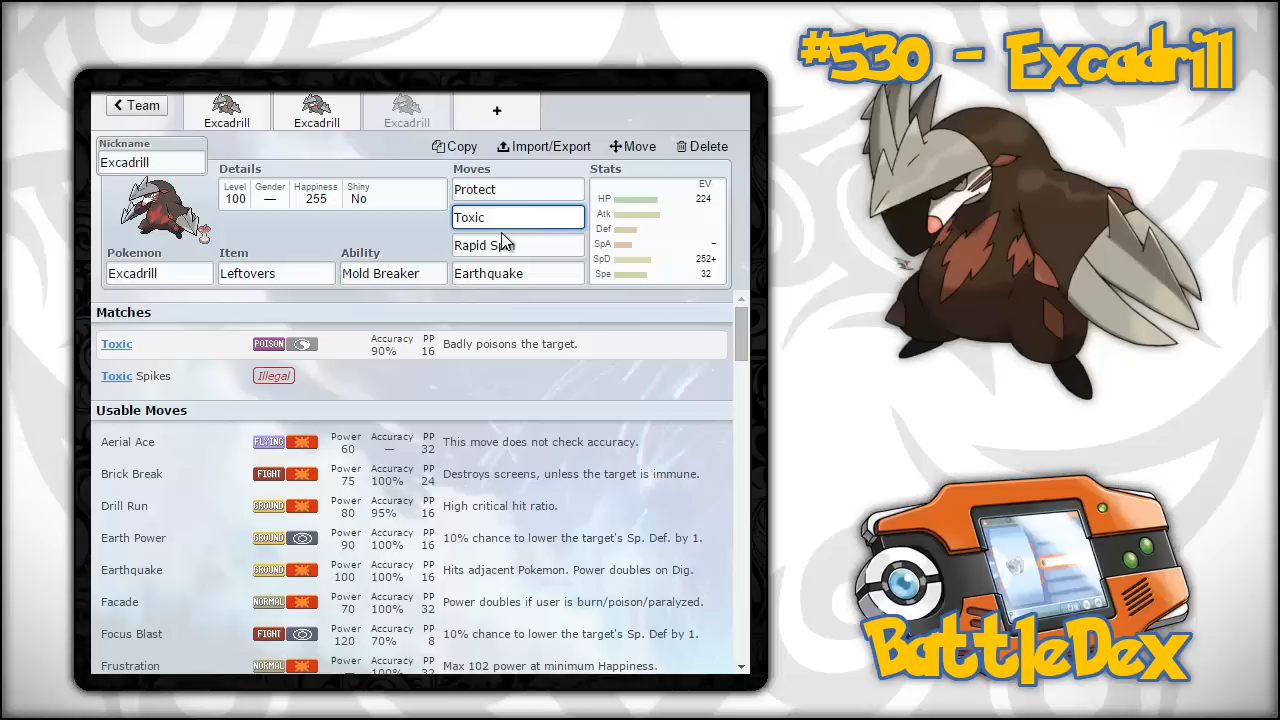 #530 - Excadrill
Team
Excadrill
Excadrill
Excadrill
+
Nickname
Excadrill
Copy
Import/Export
Move
Delete
Details
Level
100
Gender
—
Happiness
255
Shiny
No
Moves
Protect
Toxic
Rapid Spin
Earthquake
Stats
EV
HP 224
Atk
Def
SpA –
SpD 252+
Spe 32
Pokemon
Excadrill
Item
Leftovers
Ability
Mold Breaker
Matches
Toxic POISON Accuracy 90% PP 16 Badly poisons the target.
Toxic Spikes Illegal
Usable Moves
Aerial Ace FLYING Power 60 Accuracy — PP 32 This move does not check accuracy.
Brick Break FIGHT Power 75 Accuracy 100% PP 24 Destroys screens, unless the target is immune.
Drill Run GROUND Power 80 Accuracy 95% PP 16 High critical hit ratio.
Earth Power GROUND Power 90 Accuracy 100% PP 16 10% chance to lower the target's Sp. Def. by 1.
Earthquake GROUND Power 100 Accuracy 100% PP 16 Hits adjacent Pokemon. Power doubles on Dig.
Facade NORMAL Power 70 Accuracy 100% PP 32 Power doubles if user is burn/poison/paralyzed.
Focus Blast FIGHT Power 120 Accuracy 70% PP 8 10% chance to lower the target's Sp. Def by 1.
Frustration NORMAL Power — Accuracy 100% PP 32 Max 102 power at minimum Happiness.
BattleDex